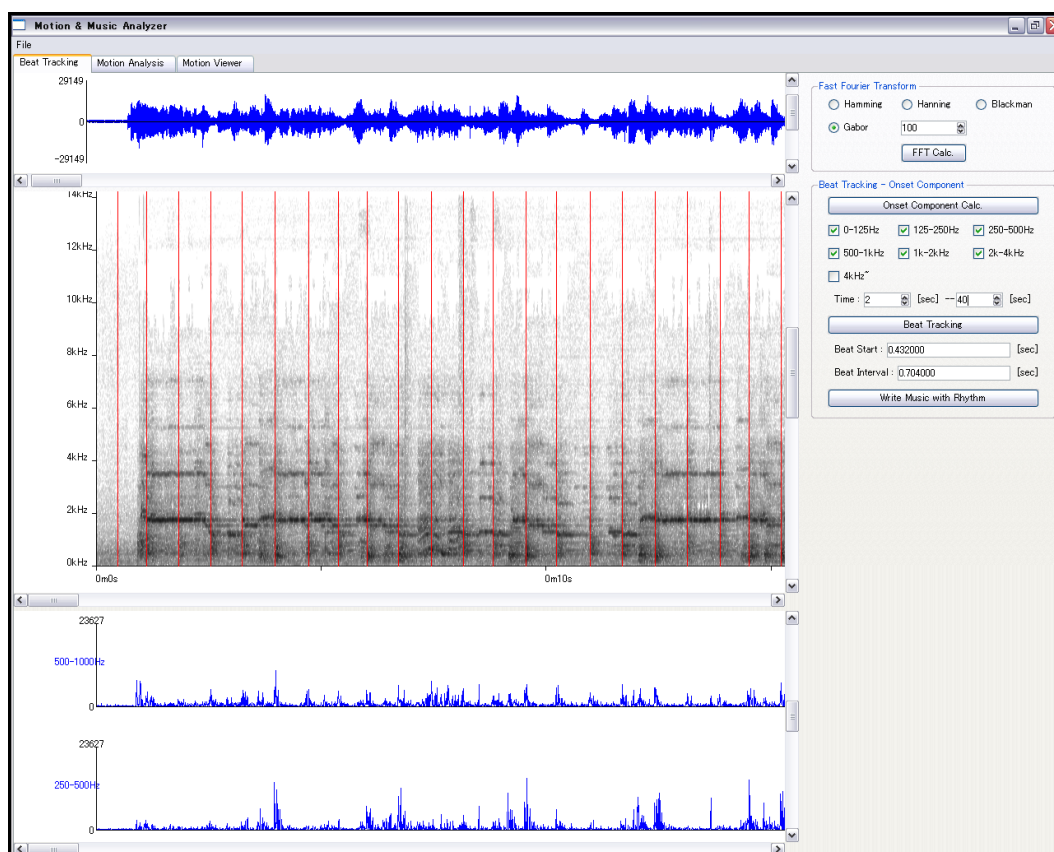 Motion & Music Analyzer
File
Beat Tracking Motion Analysis Motion Viewer
29149
0
-29149
Fast Fourier Transform
Hamming Hanning Blackman
Gabor 100
FFT Calc.
14kHz
12kHz
10kHz
8kHz
6kHz
4kHz
2kHz
0kHz
0m0s 0m10s
Beat Tracking - Onset Component
Onset Component Calc.
0-125Hz 125-250Hz 250-500Hz
500-1kHz 1k-2kHz 2k-4kHz
4kHz~
Time : 2 [sec] -- 40 [sec]
Beat Tracking
Beat Start : 0.432000 [sec]
Beat Interval : 0.704000 [sec]
Write Music with Rhythm
23627
500-1000Hz
0
23627
250-500Hz
0